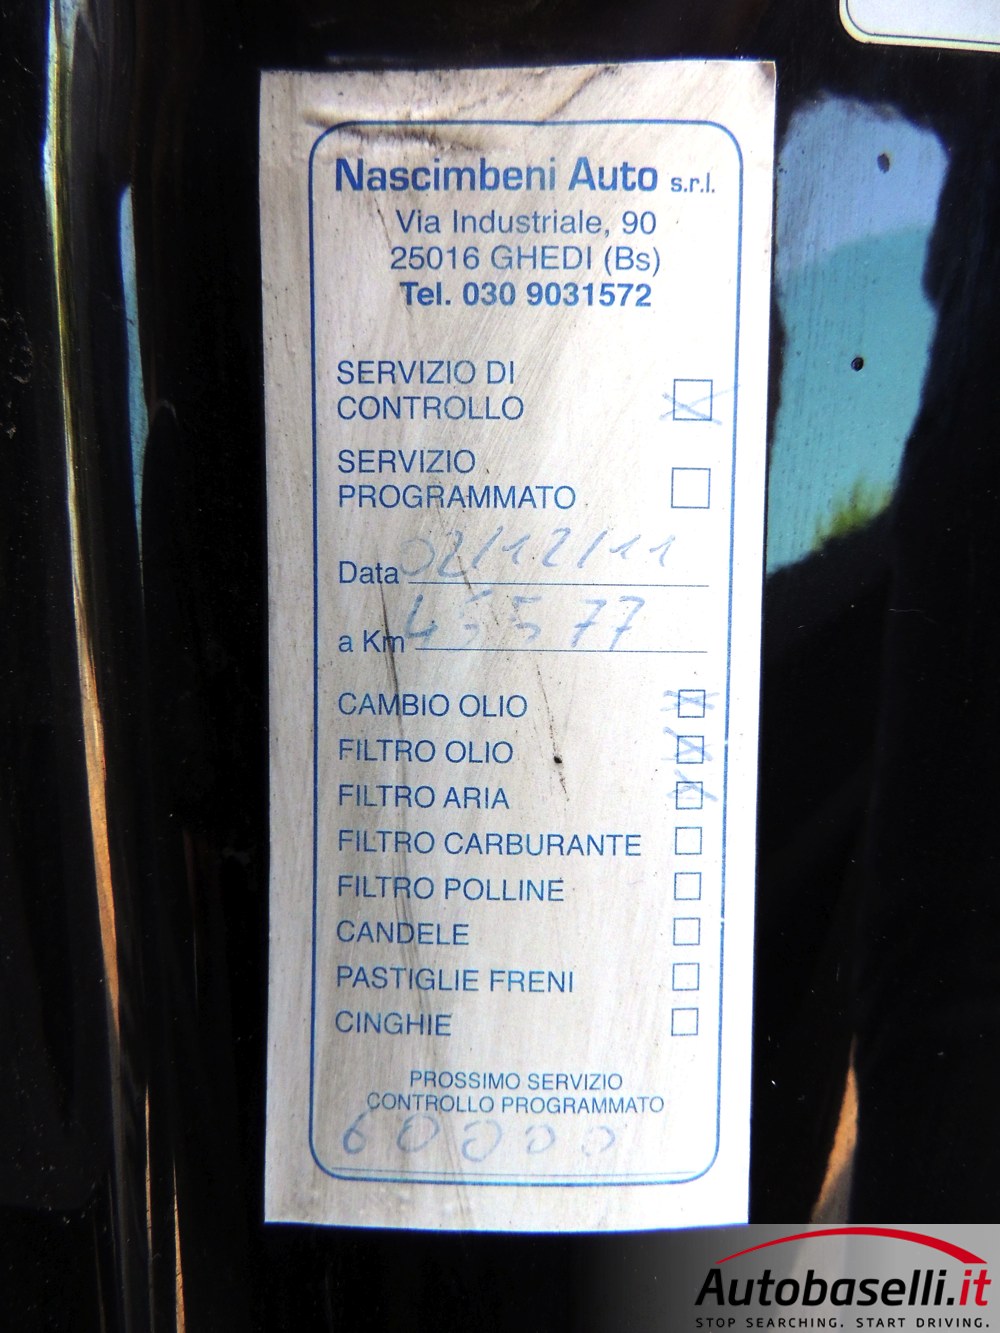 Nascimbeni Auto s.r.l.
Via Industriale, 90
25016 GHEDI (Bs)
Tel. 030 9031572
SERVIZIO DI
CONTROLLO
SERVIZIO
PROGRAMMATO
Data 02/12/11
a Km
CAMBIO OLIO
FILTRO OLIO
FILTRO ARIA
FILTRO CARBURANTE
FILTRO POLLINE
CANDELE
PASTIGLIE FRENI
CINGHIE
PROSSIMO SERVIZIO
CONTROLLO PROGRAMMATO
60000
Autobaselli.it
STOP SEARCHING. START DRIVING.